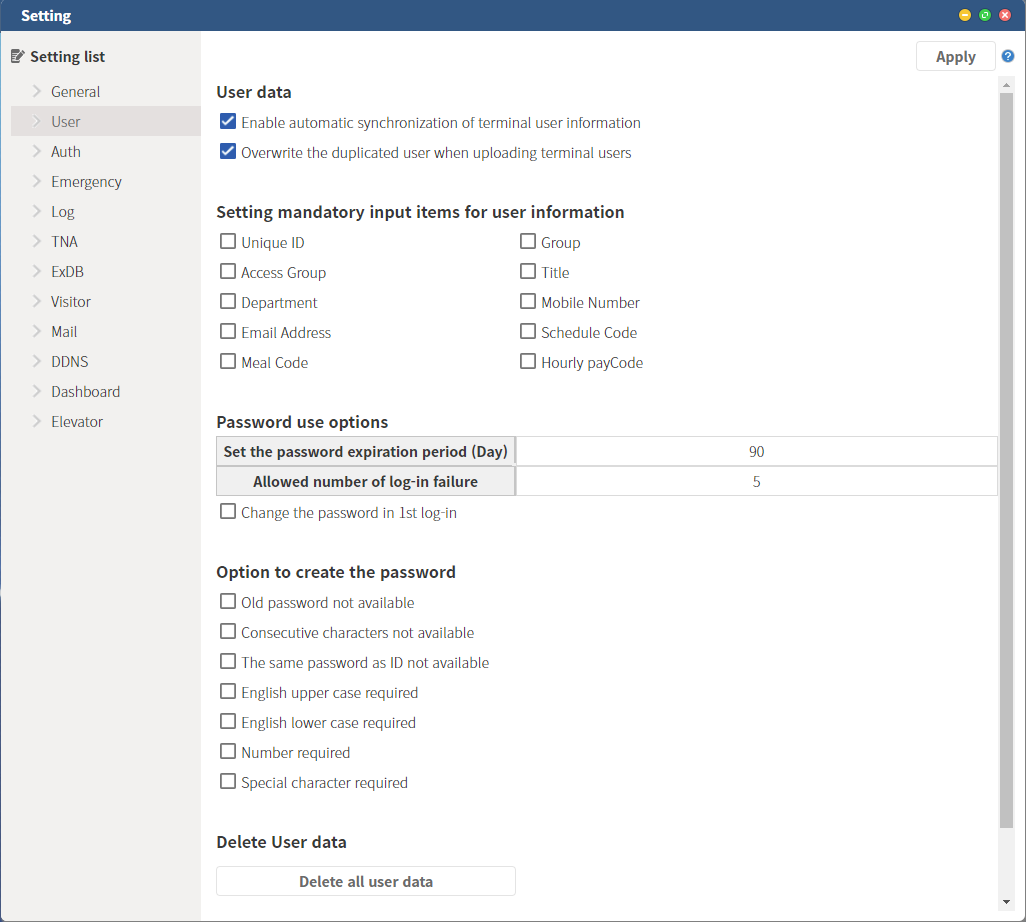 Setting
Setting list
General
User
Auth
Emergency
Log
TNA
ExDB
Visitor
Mail
DDNS
Dashboard
Elevator
Apply
?
User data
Enable automatic synchronization of terminal user information
Overwrite the duplicated user when uploading terminal users
Setting mandatory input items for user information
Unique ID
Group
Access Group
Title
Department
Mobile Number
Email Address
Schedule Code
Meal Code
Hourly payCode
Password use options
Set the password expiration period (Day) 90
Allowed number of log-in failure 5
Change the password in 1st log-in
Option to create the password
Old password not available
Consecutive characters not available
The same password as ID not available
English upper case required
English lower case required
Number required
Special character required
Delete User data
Delete all user data